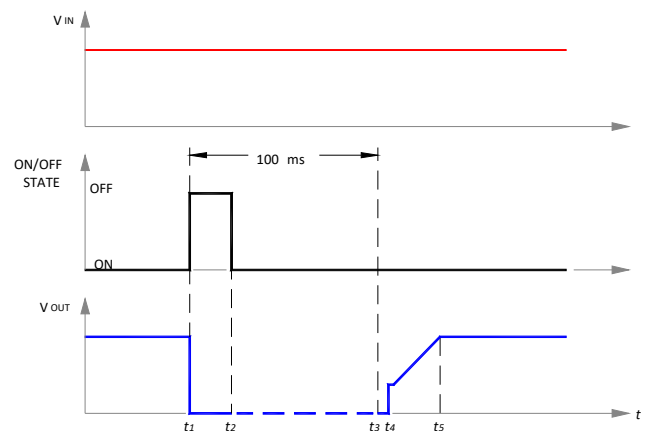 V IN
100 ms
ON/OFF
STATE
OFF
ON
V OUT
t1 t2 t3 t4 t5 t